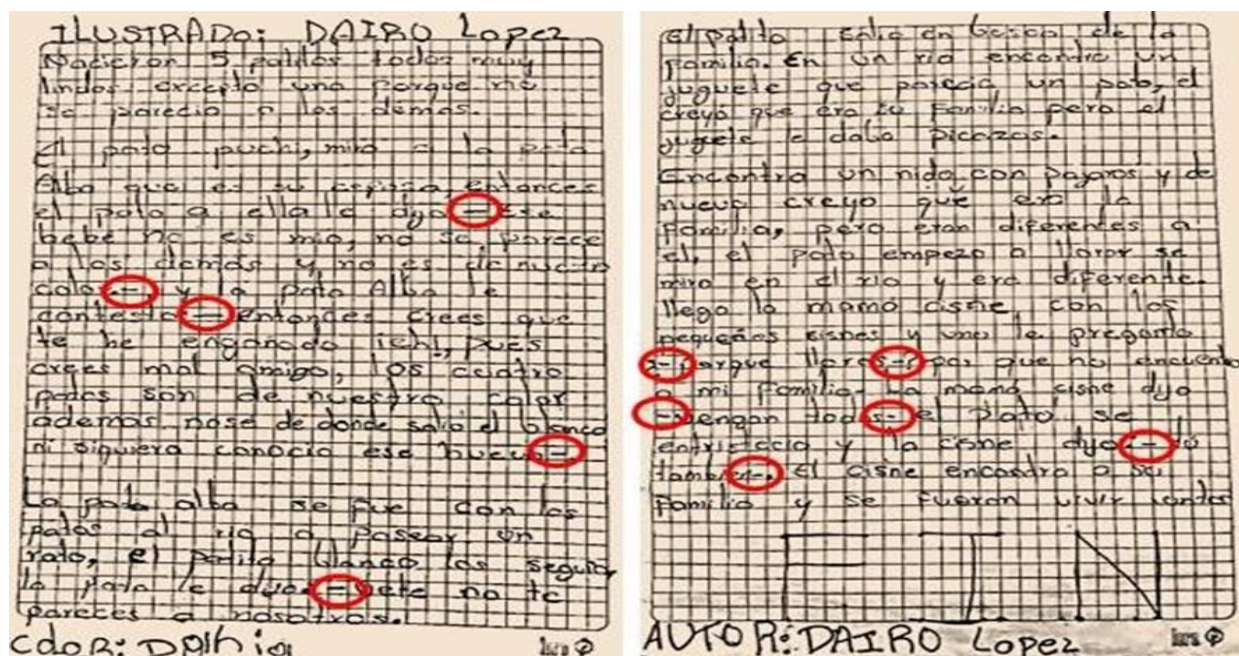 ILUSTRADO: DAIRO Lopez
Nacieron 5 patitos todos muy
lindos excepto uno porque no
se parecia a los demas.
El pato puchi, miro a la pata
Alba que es su esposa, entonces
el pato a ella le dijo - Este
bebé no es mio, no se parece
a los demas y no es de nuestro
color - y la pata Alba le
contesto - entonces crees que
te he engañado ich!, pues
crees mal amigo, los cuatro
patos son de nuestro color
ademas nose de donde salio el blanco
ni siquiera conocia ese huevo -
La pata alba se fue con los
patos al rio a pasear un
rato, el patito blanco los seguia,
la pata le dijo: - vete no te
pareces a nosotros.
El patito salio en busca de la
familia. En un rio encontro un
juguete que parecia un pato, el
creyó que era su familia pero el
jugete le daba picazos.
Encontro un nido con pajaros y de
nuevo creyo que era la
familia, pero eran diferentes a
el, el pato empezo a llorar se
miro en el rio y era diferente.
llego la mamá cisne con los
pequeños cisnes y uno le pregunto
- porque lloras - por que no encuentro
a mi familia - la mamá cisne dijo
- vengan todos - el plato se
entristecio y la cisne dijo: - tú
tambien -. El cisne encontro a su
familia y se fueron vivir juntos
FIN
AUTOR: DAIRO Lopez